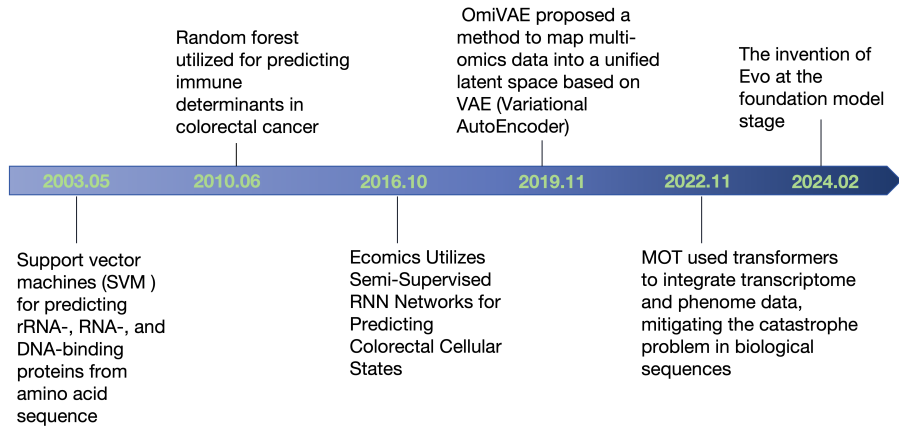 Random forest
utilized for predicting
immune
determinants in
colorectal cancer
OmiVAE proposed a
method to map multi-
omics data into a unified
latent space based on
VAE (Variational
AutoEncoder)
The invention of
Evo at the
foundation model
stage
2003.05
2010.06
2016.10
2019.11
2022.11
2024.02
Support vector
machines (SVM )
for predicting
rRNA-, RNA-, and
DNA-binding
proteins from
amino acid
sequence
Ecomics Utilizes
Semi-Supervised
RNN Networks for
Predicting
Colorectal Cellular
States
MOT used transformers
to integrate transcriptome
and phenome data,
mitigating the catastrophe
problem in biological
sequences